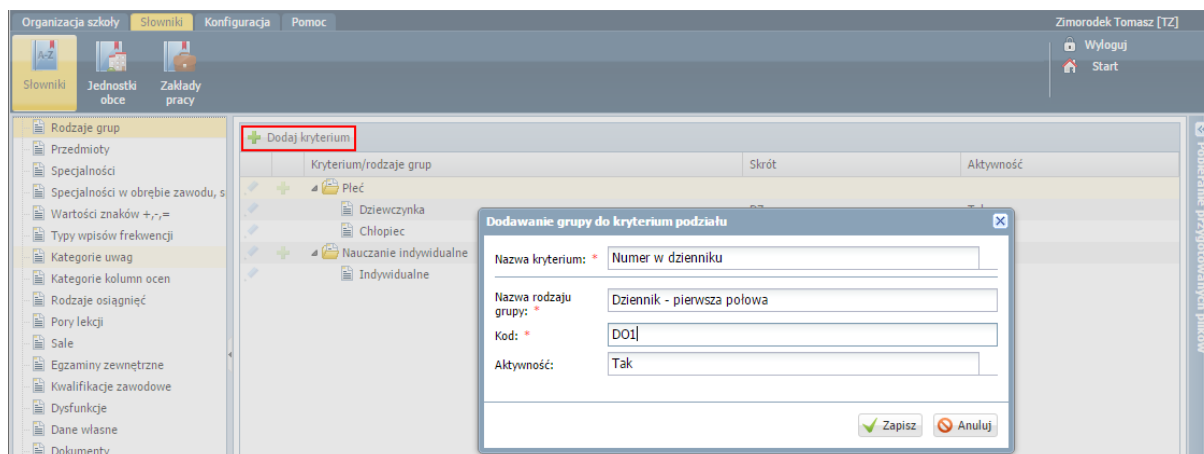 Organizacja szkoły Słowniki Konfiguracja Pomoc Zimorodek Tomasz [TZ]
A-Z
Słowniki
Jednostki obce
Zakłady pracy
Wyloguj
Start
Rodzaje grup
Przedmioty
Specjalności
Specjalności w obrębie zawodu, s
Wartości znaków +,-,=
Typy wpisów frekwencji
Kategorie uwag
Kategorie kolumn ocen
Rodzaje osiągnięć
Pory lekcji
Sale
Egzaminy zewnętrzne
Kwalifikacje zawodowe
Dysfunkcje
Dane własne
Dokumenty
Dodaj kryterium
Kryterium/rodzaje grup Skrót Aktywność
Płeć
Dziewczynka
Chłopiec
Nauczanie indywidualne
Indywidualne
Dodawanie grupy do kryterium podziału
Nazwa kryterium: * Numer w dzienniku
Nazwa rodzaju grupy: * Dziennik - pierwsza połowa
Kod: * DO1
Aktywność: Tak
Zapisz Anuluj
Pobieranie przygotowanych plików